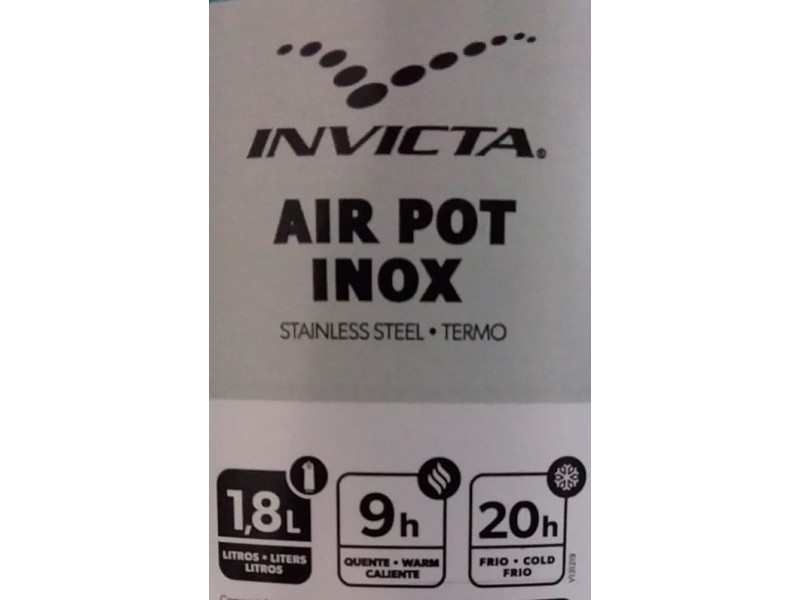 INVICTA®
AIR POT
INOX
STAINLESS STEEL • TERMO
1,8L
LITROS • LITERS
LITROS
9h
QUENTE • WARM
CALIENTE
20h
FRIO • COLD
FRIO